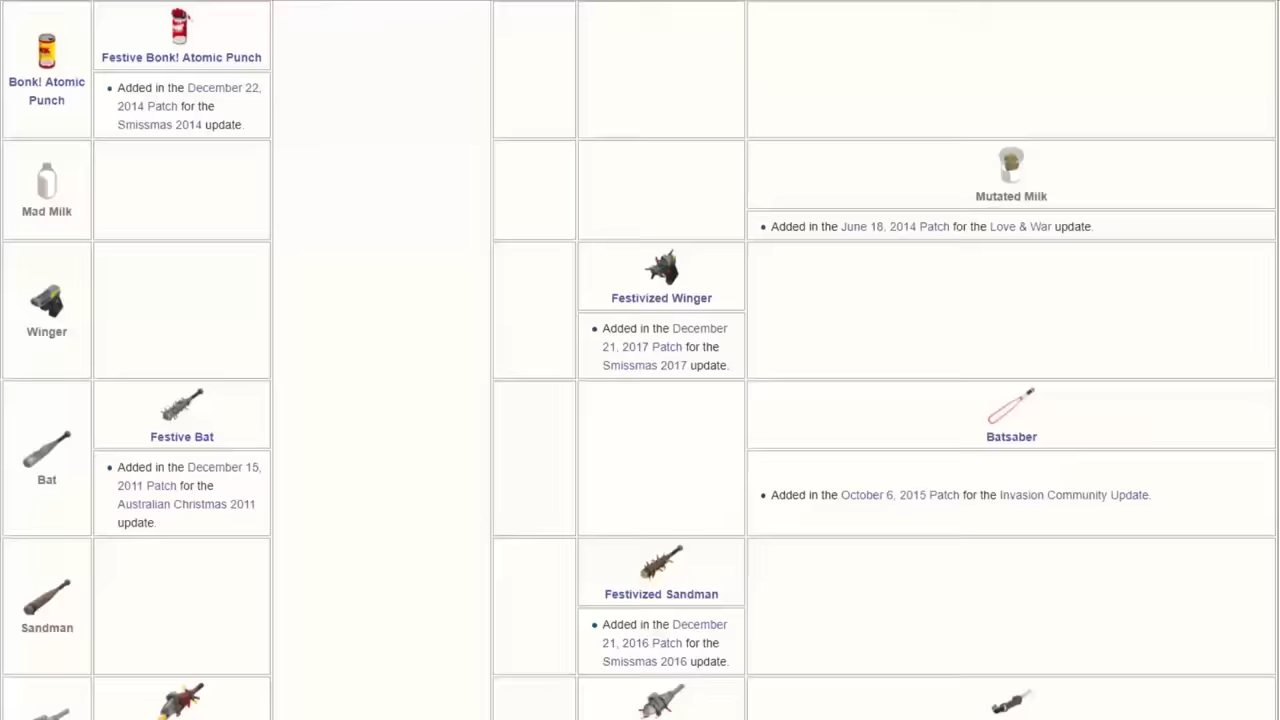 Bonk! Atomic
Punch
Festive Bonk! Atomic Punch
Added in the December 22,
2014 Patch for the
Smissmas 2014 update.
Mad Milk
Mutated Milk
Added in the June 18, 2014 Patch for the Love & War update.
Winger
Festivized Winger
Added in the December
21, 2017 Patch for the
Smissmas 2017 update.
Bat
Festive Bat
Added in the December 15,
2011 Patch for the
Australian Christmas 2011
update.
Batsaber
Added in the October 6, 2015 Patch for the Invasion Community Update.
Sandman
Festivized Sandman
Added in the December
21, 2016 Patch for the
Smissmas 2016 update.